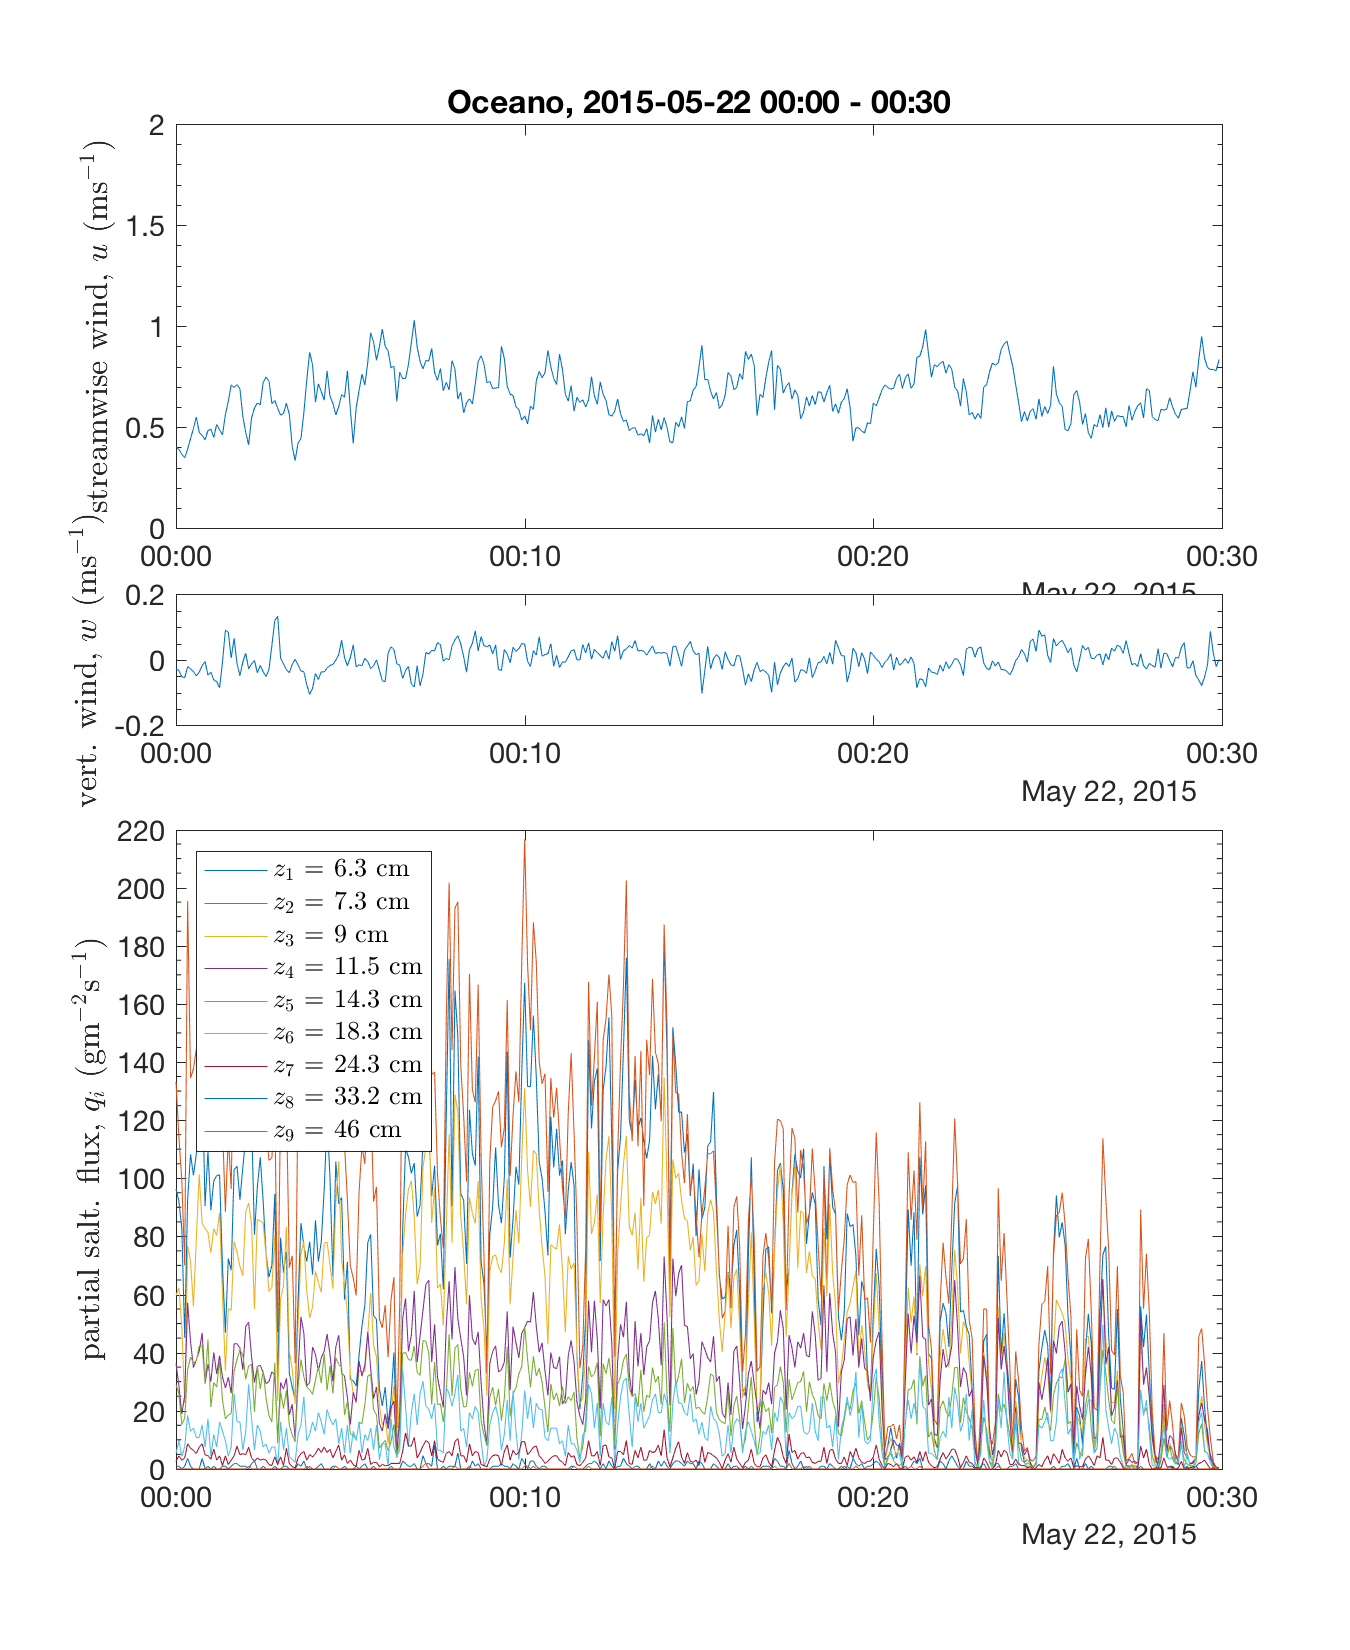 Oceano, 2015-05-22 00:00 - 00:30
streamwise wind, u (ms⁻¹)
2
1.5
1
0.5
0
00:00 00:10 00:20 00:30
May 22, 2015
vert. wind, w (ms⁻¹)
0.2
0
-0.2
00:00 00:10 00:20 00:30
May 22, 2015
partial salt. flux, qᵢ (gm⁻²s⁻¹)
220
200
180
160
140
120
100
80
60
40
20
0
z₁ = 6.3 cm
z₂ = 7.3 cm
z₃ = 9 cm
z₄ = 11.5 cm
z₅ = 14.3 cm
z₆ = 18.3 cm
z₇ = 24.3 cm
z₈ = 33.2 cm
z₉ = 46 cm
00:00 00:10 00:20 00:30
May 22, 2015